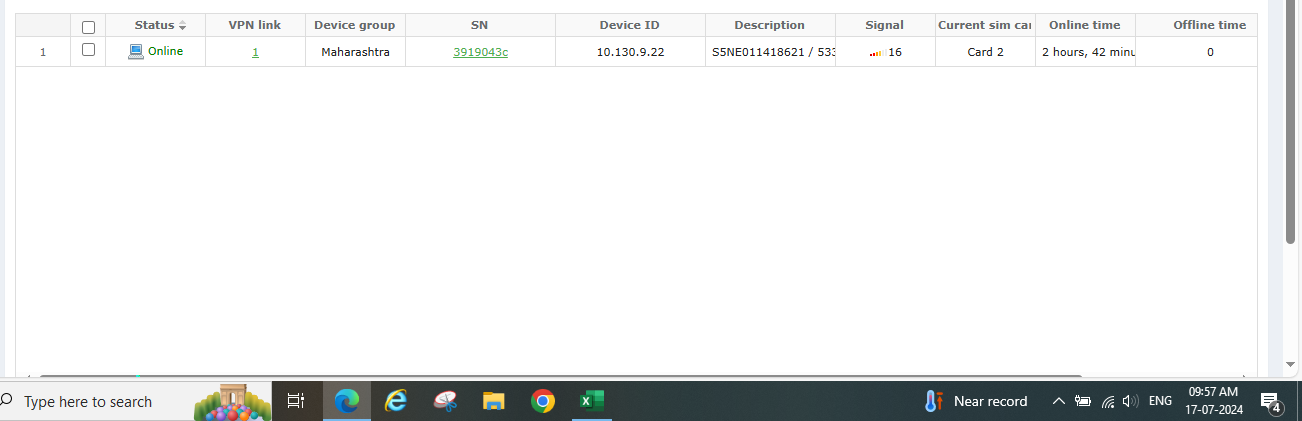 Status VPN link Device group SN Device ID Description Signal Current sim car Online time Offline time
1 Online 1 Maharashtra 3919043c 10.130.9.22 S5NE011418621 / 533 16 Card 2 2 hours, 42 minu 0
Type here to search Near record ENG 09:57 AM
17-07-2024 4